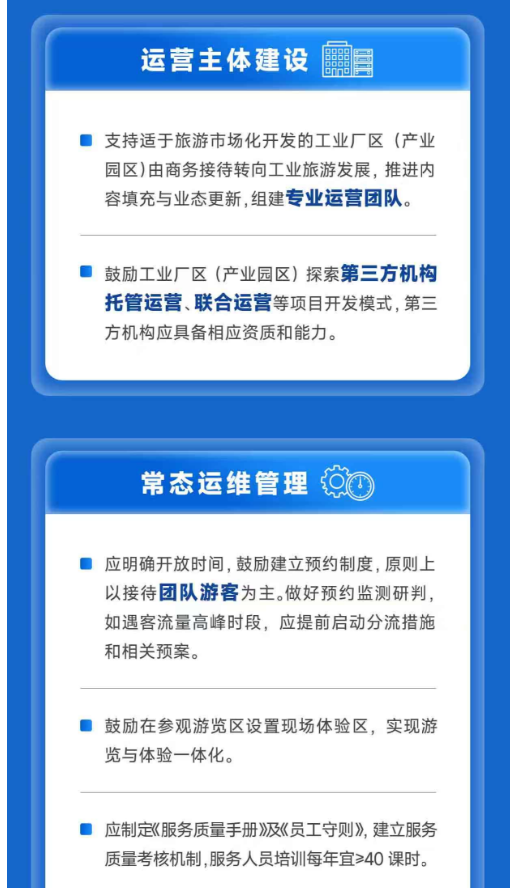 运营主体建设
支持适于旅游市场化开发的工业厂区（产业
园区)由商务接待转向工业旅游发展，推进内
容填充与业态更新,组建专业运营团队。
鼓励工业厂区（产业园区）探索第三方机构
托管运营、联合运营等项目开发模式，第三
方机构应具备相应资质和能力。
常态运维管理
应明确开放时间，鼓励建立预约制度，原则上
以接待团队游客为主。做好预约监测研判，
如遇客流量高峰时段，应提前启动分流措施
和相关预案。
鼓励在参观游览区设置现场体验区，实现游
览与体验一体化。
应制定《服务质量手册》及《员工守则》，建立服务
质量考核机制,服务人员培训每年宜≥40 课时。